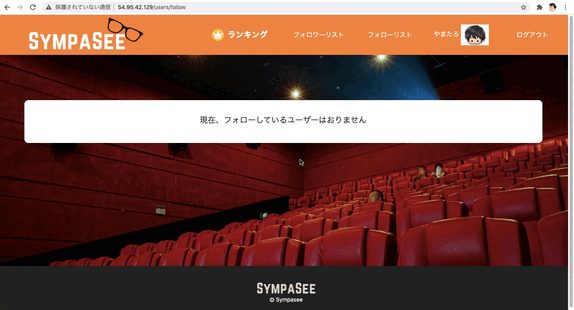 保護されていない通信 | 54.95.42.129/users/follow
SYMPASEE
ランキング
フォロワーリスト
フォローリスト
やまたろ
ログアウト
現在、フォローしているユーザーはおりません
SYMPASEE
© Sympasee